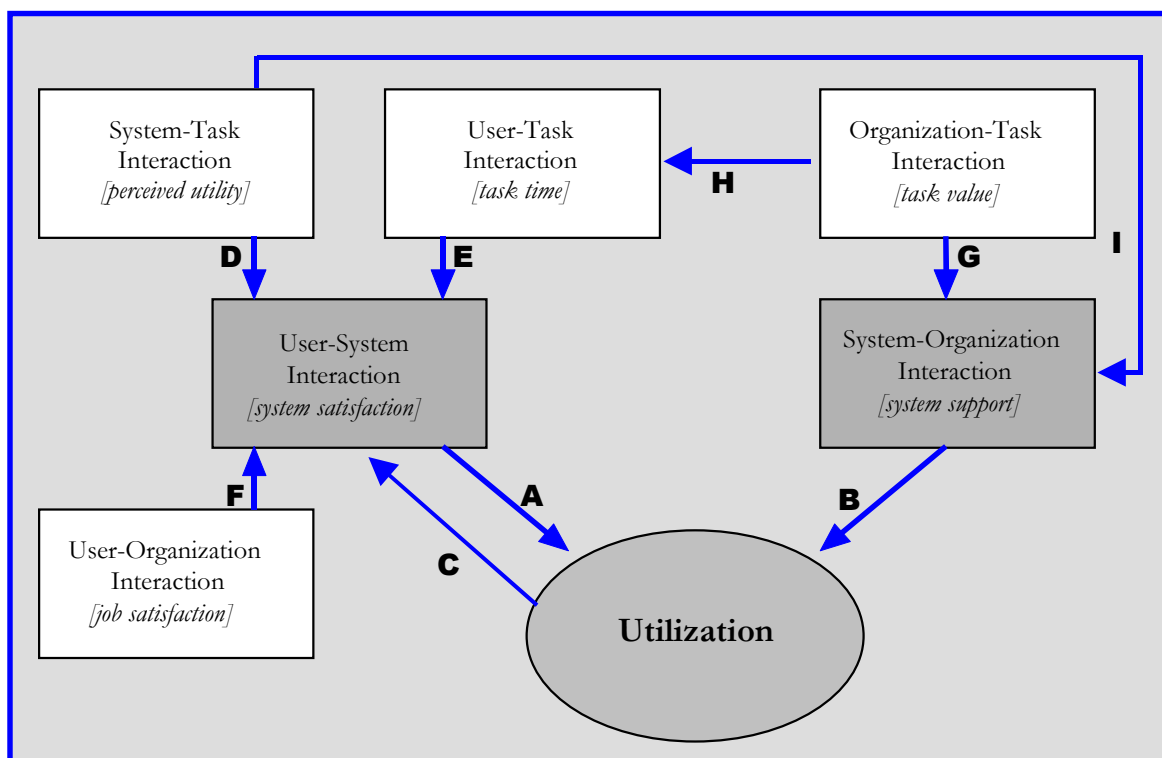 System-Task
Interaction
[perceived utility]
User-Task
Interaction
[task time]
Organization-Task
Interaction
[task value]
H
D
E
G
I
User-System
Interaction
[system satisfaction]
System-Organization
Interaction
[system support]
F
A
B
C
User-Organization
Interaction
[job satisfaction]
Utilization